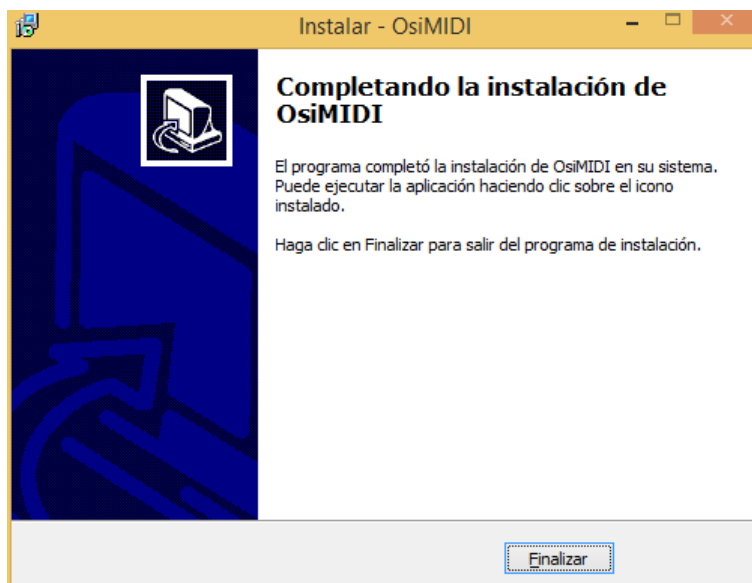 Instalar - OsiMIDI
Completando la instalación de
OsiMIDI
El programa completó la instalación de OsiMIDI en su sistema.
Puede ejecutar la aplicación haciendo clic sobre el icono
instalado.
Haga clic en Finalizar para salir del programa de instalación.
Finalizar